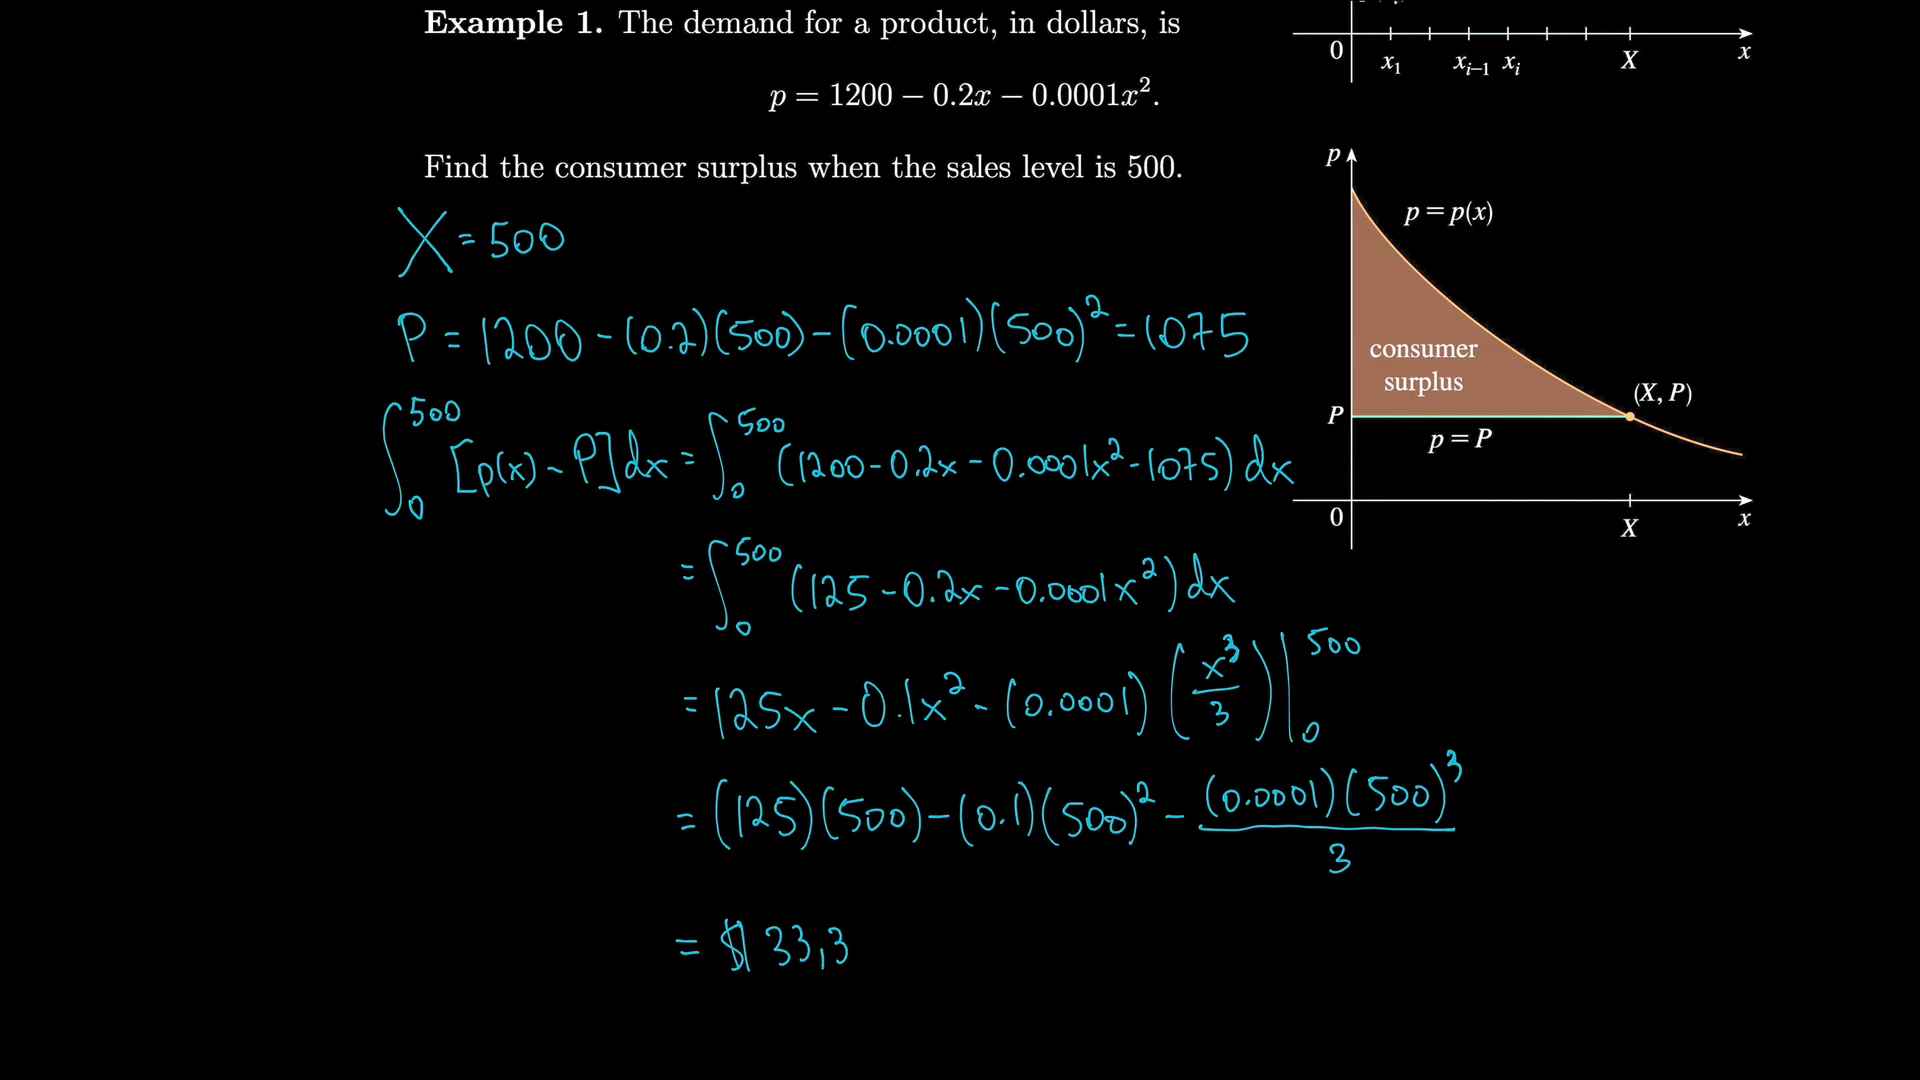 Example 1. The demand for a product, in dollars, is
p = 1200 − 0.2x − 0.0001x².
Find the consumer surplus when the sales level is 500.
X = 500
P = 1200 - (0.2)(500) - (0.0001)(500)² = 1075
∫₀⁵⁰⁰ [p(x) - P] dx = ∫₀⁵⁰⁰ (1200 - 0.2x - 0.0001x² - 1075) dx
= ∫₀⁵⁰⁰ (125 - 0.2x - 0.0001x²) dx
= 125x - 0.1x² - (0.0001) (x³/3) |₀⁵⁰⁰
= (125)(500) - (0.1)(500)² - (0.0001)(500)³/3
= $33,3
0 x₁ xᵢ₋₁ xᵢ X x
p
p = p(x)
consumer
surplus
(X, P)
P
p = P
0 X x